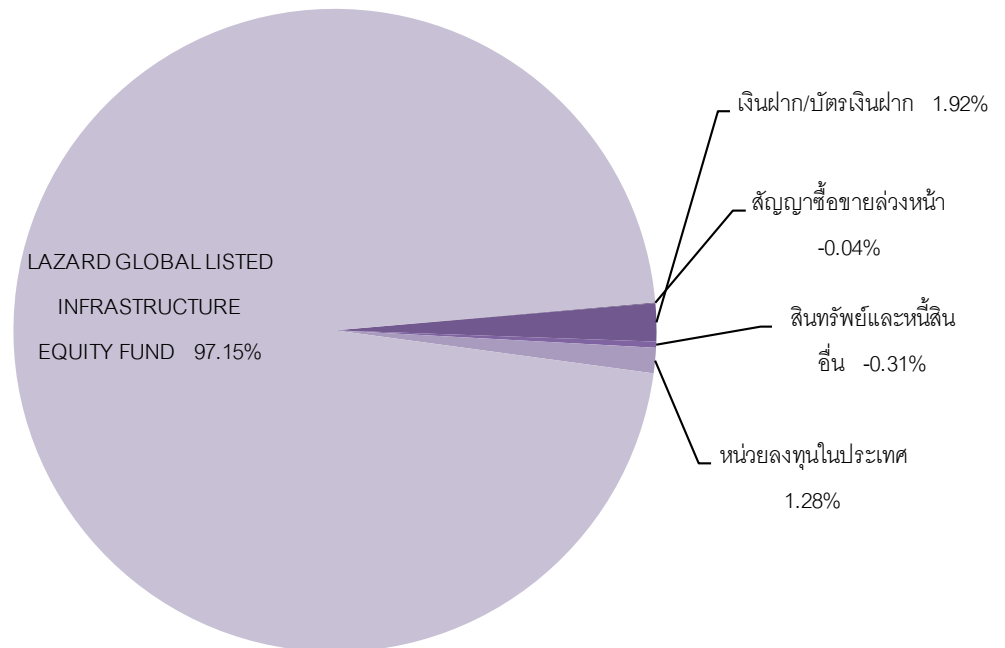 เงินฝาก/บัตรเงินฝาก 1.92%
สัญญาซื้อขายล่วงหน้า
-0.04%
LAZARD GLOBAL LISTED
INFRASTRUCTURE
EQUITY FUND 97.15%
สินทรัพย์และหนี้สิน
อื่น -0.31%
หน่วยลงทุนในประเทศ
1.28%